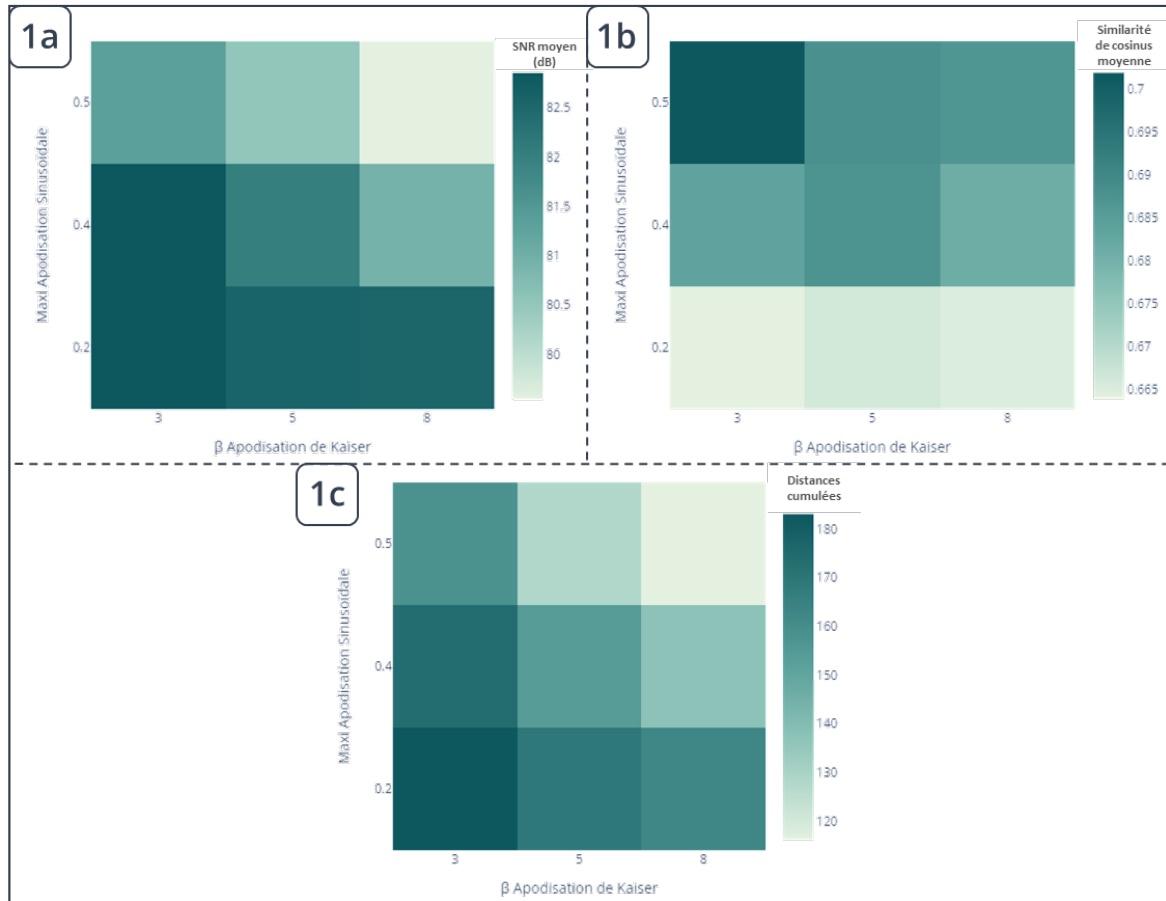 1a
SNR moyen
(dB)
82.5
82
81.5
81
80.5
80
Maxi Apodisation Sinusoïdale
0.5
0.4
0.2
3
5
8
β Apodisation de Kaiser
1b
Similarité
de cosinus
moyenne
0.7
0.695
0.69
0.685
0.68
0.675
0.67
0.665
Maxi Apodisation Sinusoïdale
0.5
0.4
0.2
3
5
8
β Apodisation de Kaiser
1c
Distances
cumulées
180
170
160
150
140
130
120
Maxi Apodisation Sinusoïdale
0.5
0.4
0.2
3
5
8
β Apodisation de Kaiser